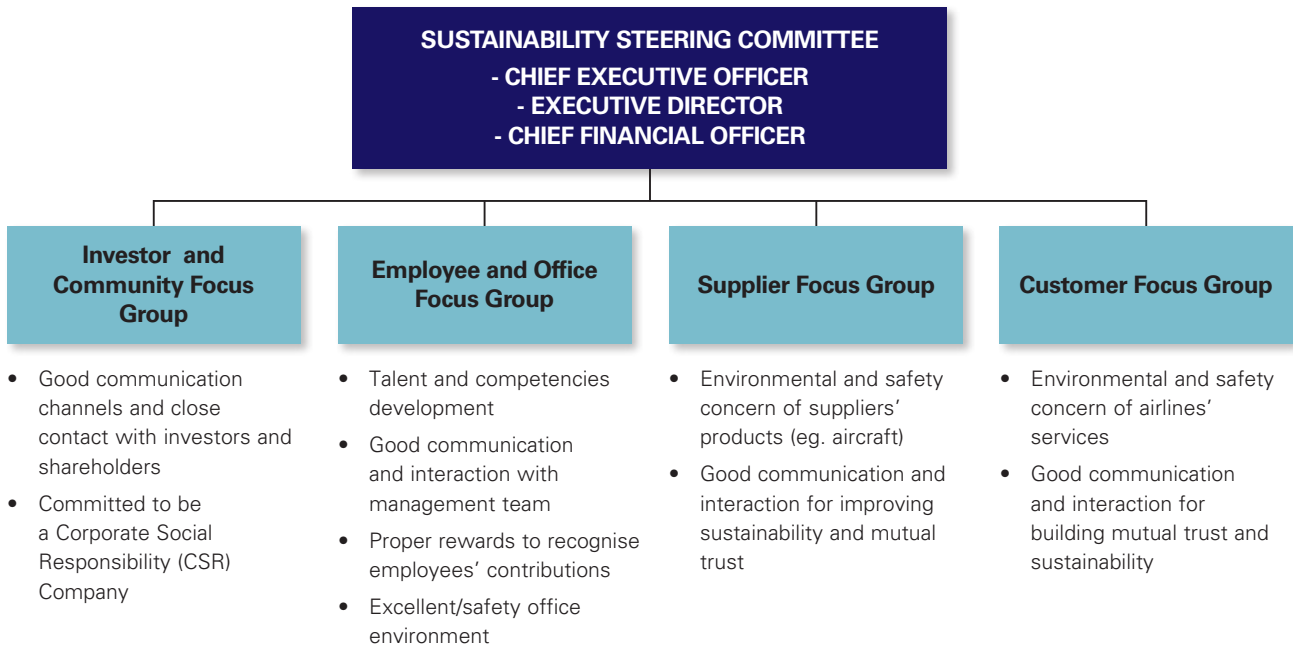 SUSTAINABILITY STEERING COMMITTEE
- CHIEF EXECUTIVE OFFICER
- EXECUTIVE DIRECTOR
- CHIEF FINANCIAL OFFICER
Investor and
Community Focus
Group
• Good communication
channels and close
contact with investors and
shareholders
• Committed to be
a Corporate Social
Responsibility (CSR)
Company
Employee and Office
Focus Group
• Talent and competencies
development
• Good communication
and interaction with
management team
• Proper rewards to recognise
employees' contributions
• Excellent/safety office
environment
Supplier Focus Group
• Environmental and safety
concern of suppliers'
products (eg. aircraft)
• Good communication and
interaction for improving
sustainability and mutual
trust
Customer Focus Group
• Environmental and safety
concern of airlines'
services
• Good communication
and interaction for
building mutual trust and
sustainability